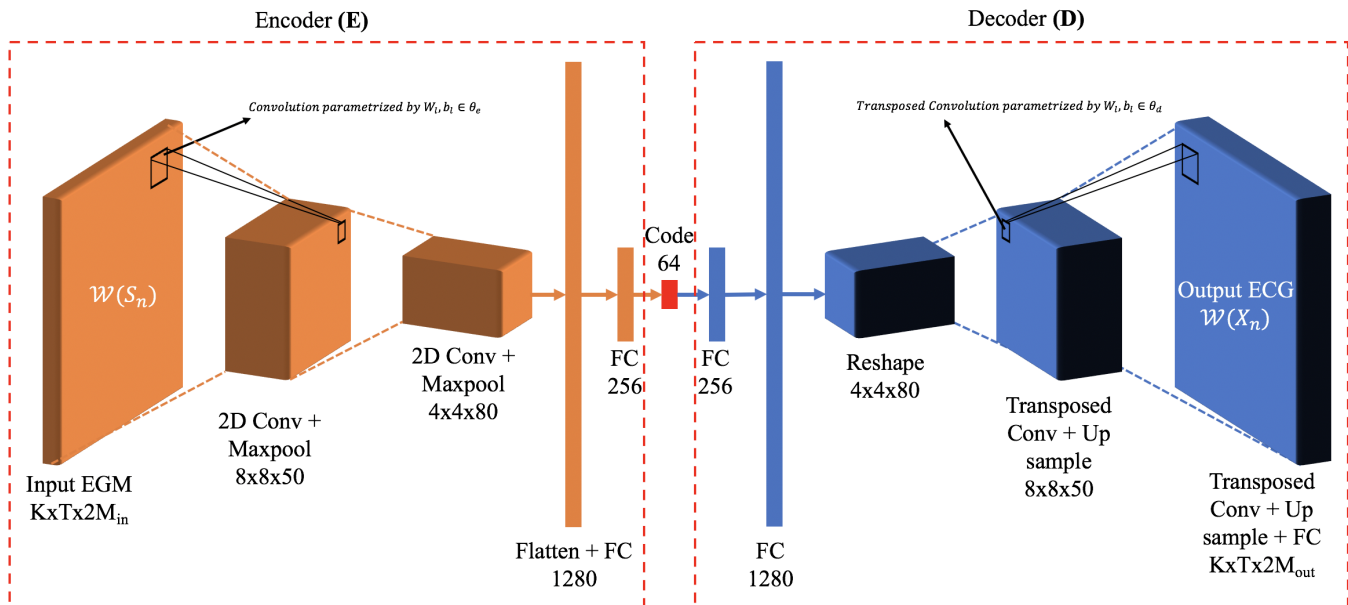 Encoder (E)
Decoder (D)
Convolution parametrized by W_l, b_l ∈ θ_e
Transposed Convolution parametrized by W_l, b_l ∈ θ_d
𝒲(S_n)
Input EGM
KxTx2M_in
2D Conv +
Maxpool
8x8x50
2D Conv +
Maxpool
4x4x80
Flatten + FC
1280
FC
256
Code
64
FC
256
FC
1280
Reshape
4x4x80
Transposed
Conv + Up
sample
8x8x50
Output ECG
𝒲(X_n)
Transposed
Conv + Up
sample + FC
KxTx2M_out